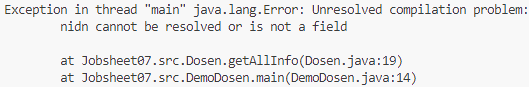 Exception in thread "main" java.lang.Error: Unresolved compilation problem:
nidn cannot be resolved or is not a field
at Jobsheet07.src.Dosen.getAllInfo(Dosen.java:19)
at Jobsheet07.src.DemoDosen.main(DemoDosen.java:14)